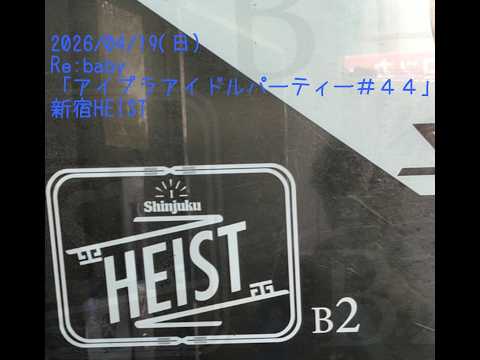 2026/04/19(日)
Re:baby
「アイプラアイドルパーティー＃４４」
新宿HEIST
Shinjuku
HEIST
B2